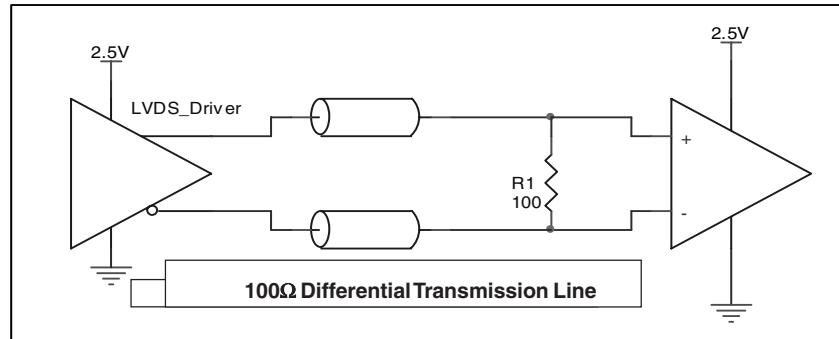 2.5V
2.5V
LVDS_Driver
+
R1
100
-
100Ω Differential Transmission Line